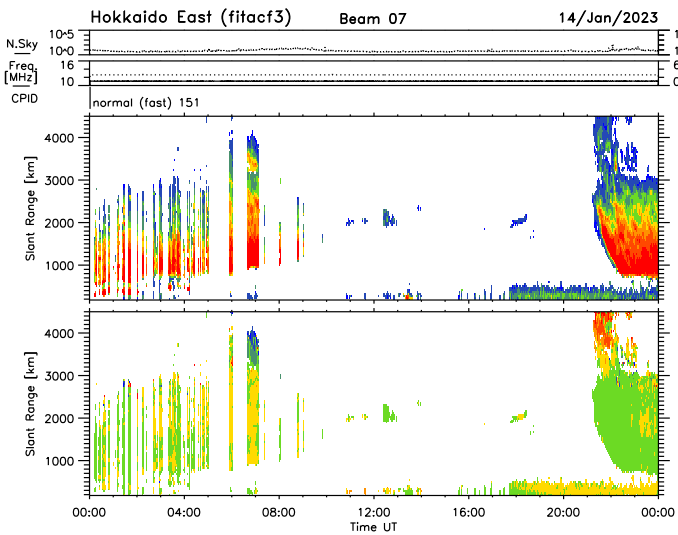 Hokkaido East (fitacf3) Beam 07 14/Jan/2023
10^5
N.Sky
10^0
Freq. 16 6
[MHz] 10 0
CPID normal (fast) 151
4000
3000
2000
1000
Slant Range [km]
4000
3000
2000
1000
Slant Range [km]
00:00 04:00 08:00 12:00 16:00 20:00 00:00
Time UT